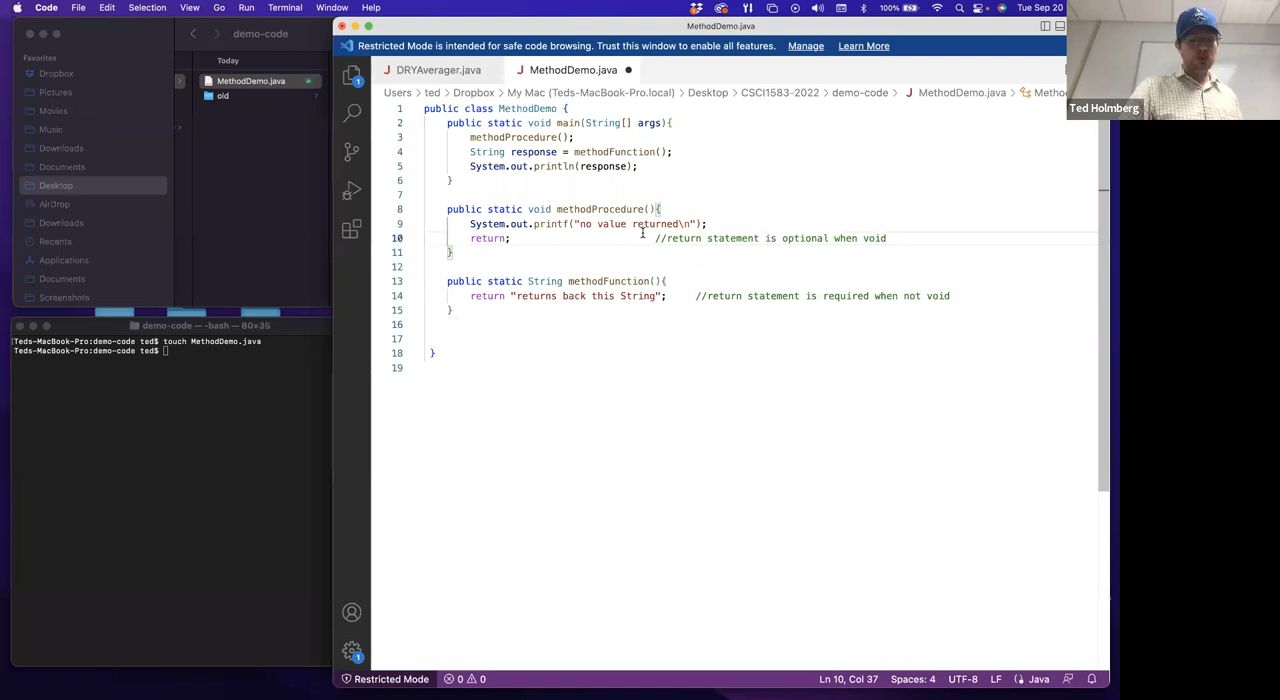 Code File Edit Selection View Go Run Terminal Window Help 100% Tue Sep 20
MethodDemo.java
Restricted Mode is intended for safe code browsing. Trust this window to enable all features. Manage Learn More
DRYAverager.java MethodDemo.java
Users > ted > Dropbox > My Mac (Teds-MacBook-Pro.local) > Desktop > CSCI1583-2022 > demo-code > J MethodDemo.java > Metho
1 public class MethodDemo {
2 public static void main(String[] args){
3 methodProcedure();
4 String response = methodFunction();
5 System.out.println(response);
6 }
7
8 public static void methodProcedure(){
9 System.out.printf("no value returned\n");
10 return; //return statement is optional when void
11 }
12
13 public static String methodFunction(){
14 return "returns back this String"; //return statement is required when not void
15 }
16
17
18 }
19
Restricted Mode 0 0 Ln 10, Col 37 Spaces: 4 UTF-8 LF Java
demo-code
Favorites
Dropbox
Pictures
Movies
Music
Downloads
Documents
Desktop
AirDrop
Downloads
Recents
Applications
Documents
Screenshots
Today
MethodDemo.java
old
demo-code — -bash — 80×35
[Teds-MacBook-Pro:demo-code ted$ touch MethodDemo.java
Teds-MacBook-Pro:demo-code ted$
Ted Holmberg